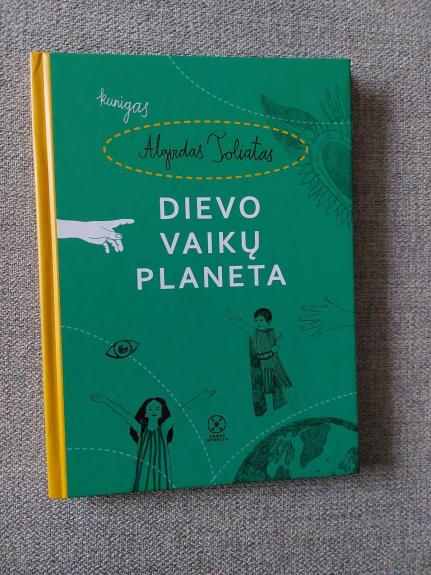 kunigas
Algirdas Toliatas
DIEVO
VAIKŲ
PLANETA